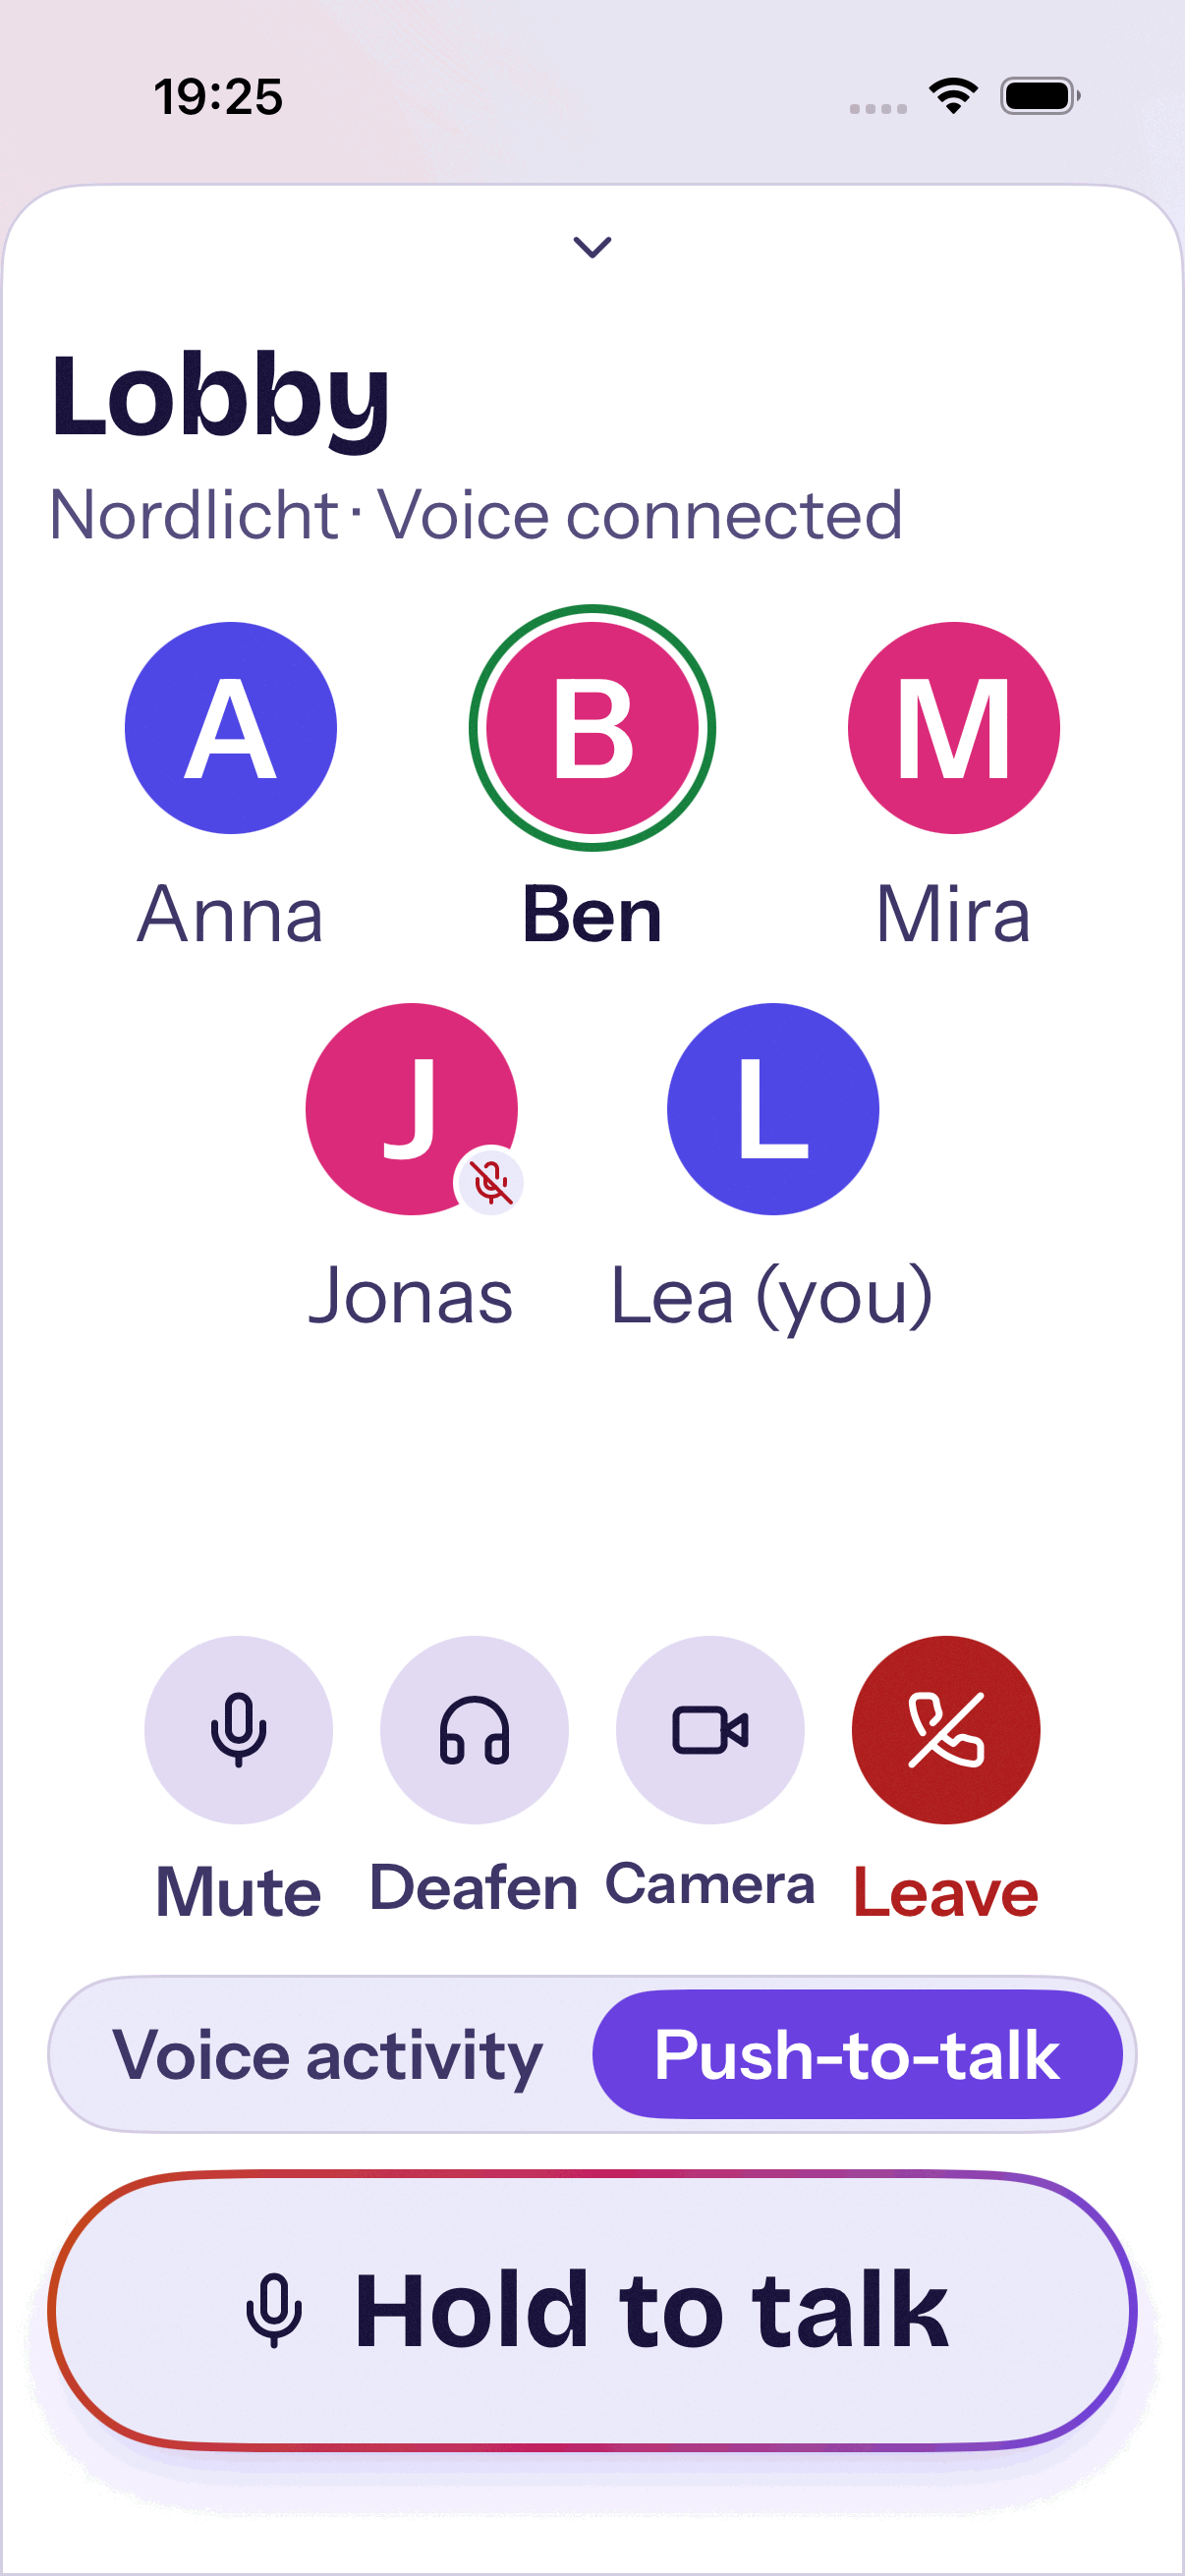 19:25
Lobby
Nordlicht · Voice connected
A B M
Anna Ben Mira
J L
Jonas Lea (you)
Mute Deafen Camera Leave
Voice activity Push-to-talk
Hold to talk